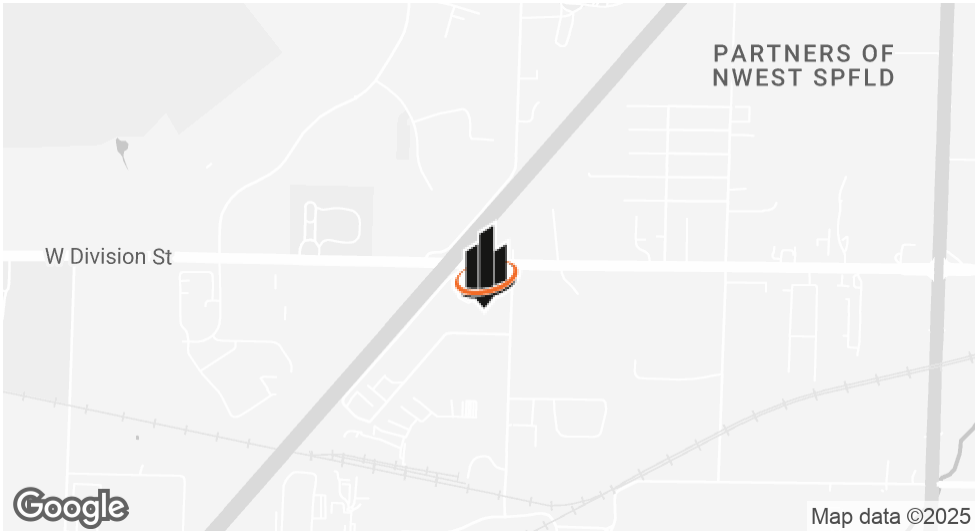 PARTNERS OF
NWEST SPFLD
W Division St
Google
Map data ©2025